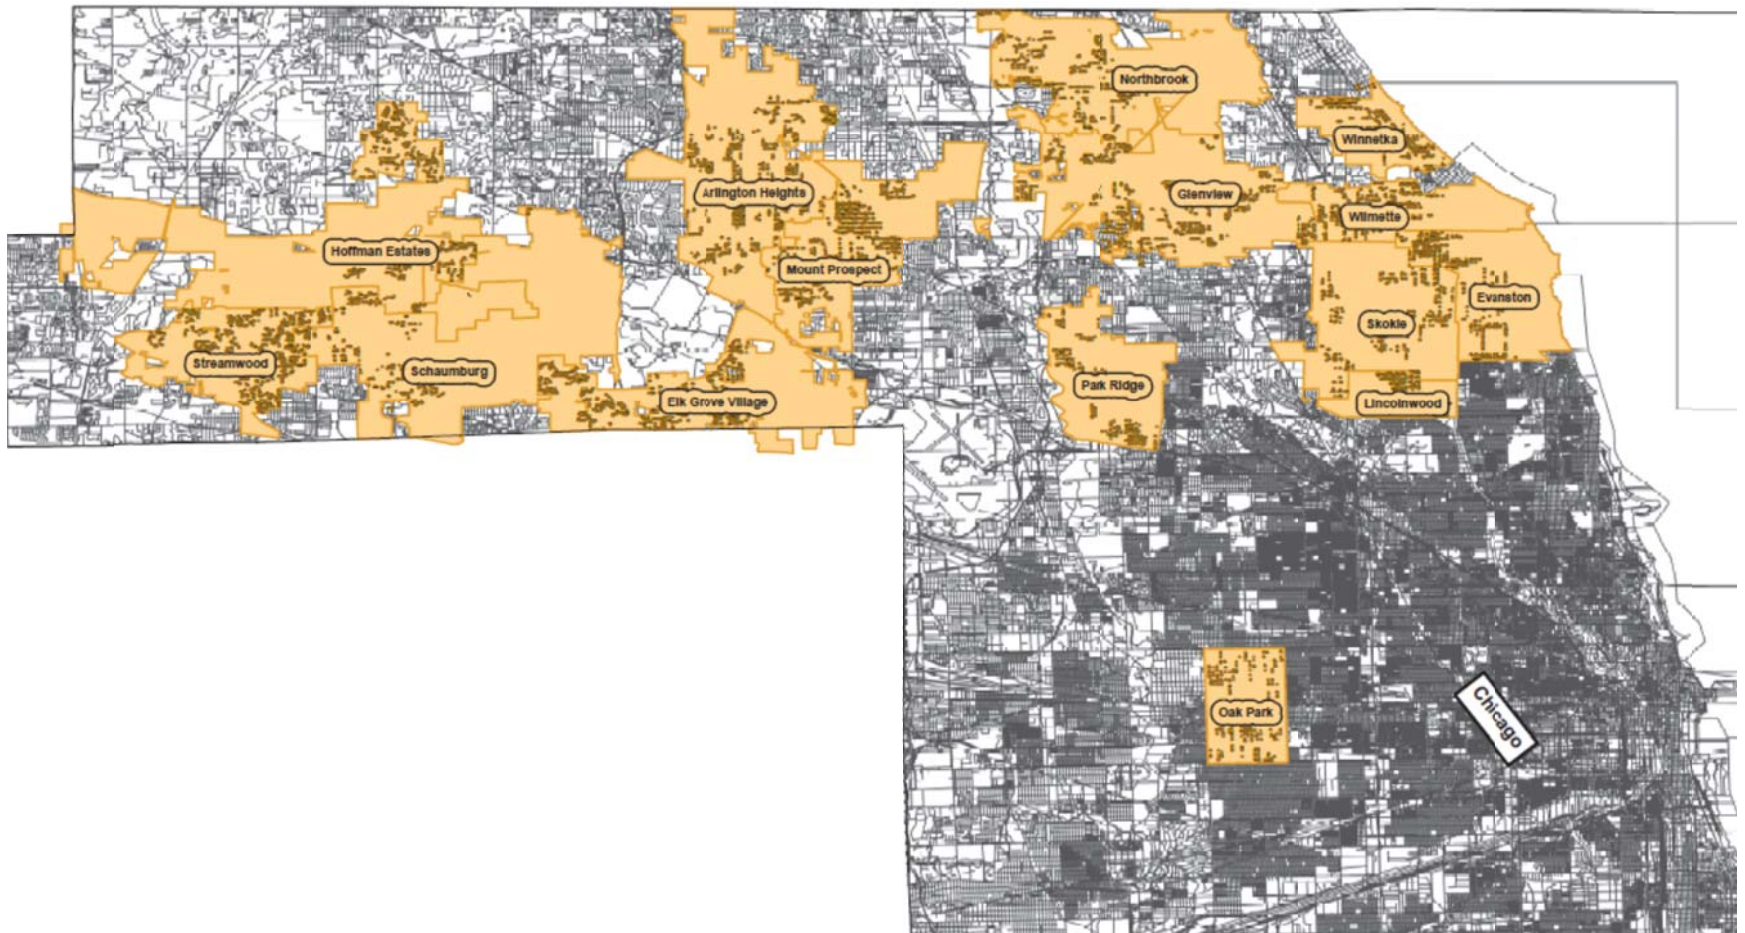 Northbrook
Winnetka
Arlington Heights
Glenview
Wilmette
Hoffman Estates
Mount Prospect
Evanston
Skokie
Streamwood
Schaumburg
Park Ridge
Elk Grove Village
Lincolnwood
Oak Park
Chicago